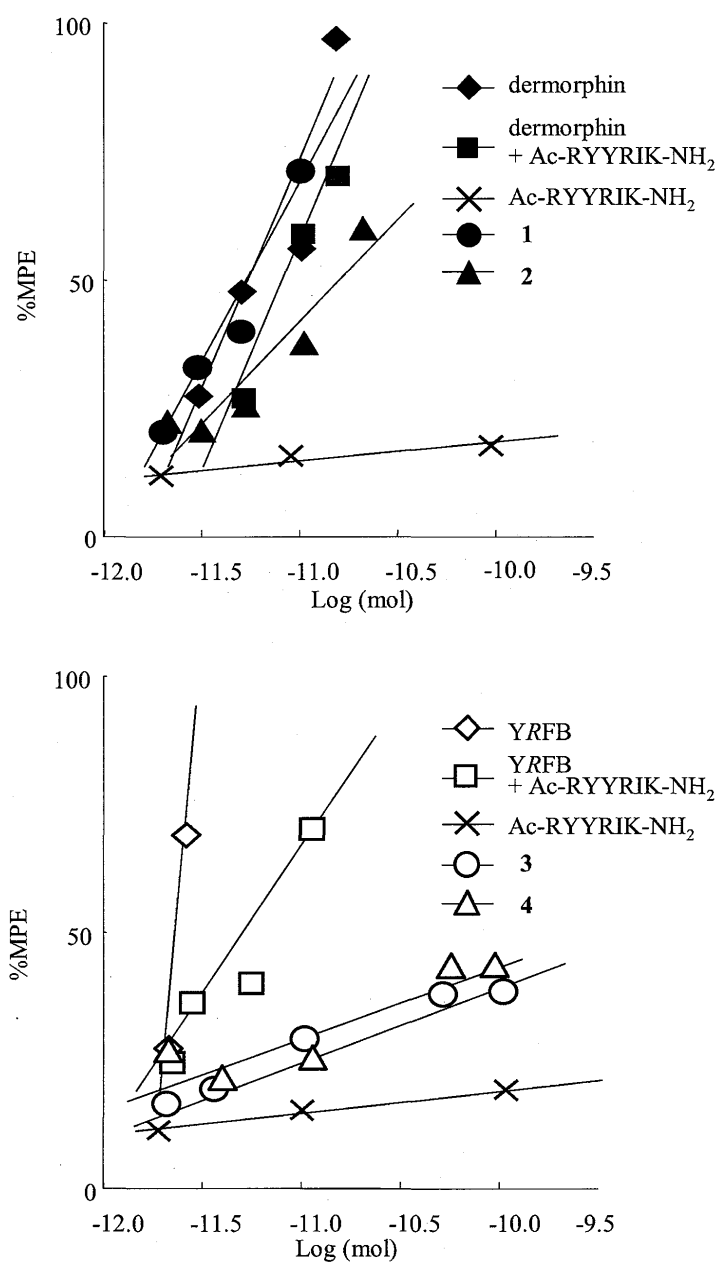 100
50
0
%MPE
-12.0 -11.5 -11.0 -10.5 -10.0 -9.5
Log (mol)
dermorphin
dermorphin
+ Ac-RYYRIK-NH₂
Ac-RYYRIK-NH₂
1
2
100
50
0
%MPE
-12.0 -11.5 -11.0 -10.5 -10.0 -9.5
Log (mol)
YRFB
YRFB
+ Ac-RYYRIK-NH₂
Ac-RYYRIK-NH₂
3
4